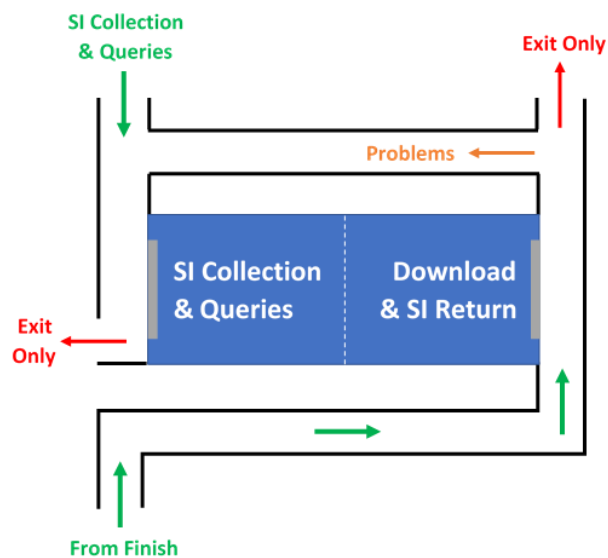 SI Collection
& Queries
Exit Only
Problems
SI Collection
& Queries
Download
& SI Return
Exit
Only
From Finish